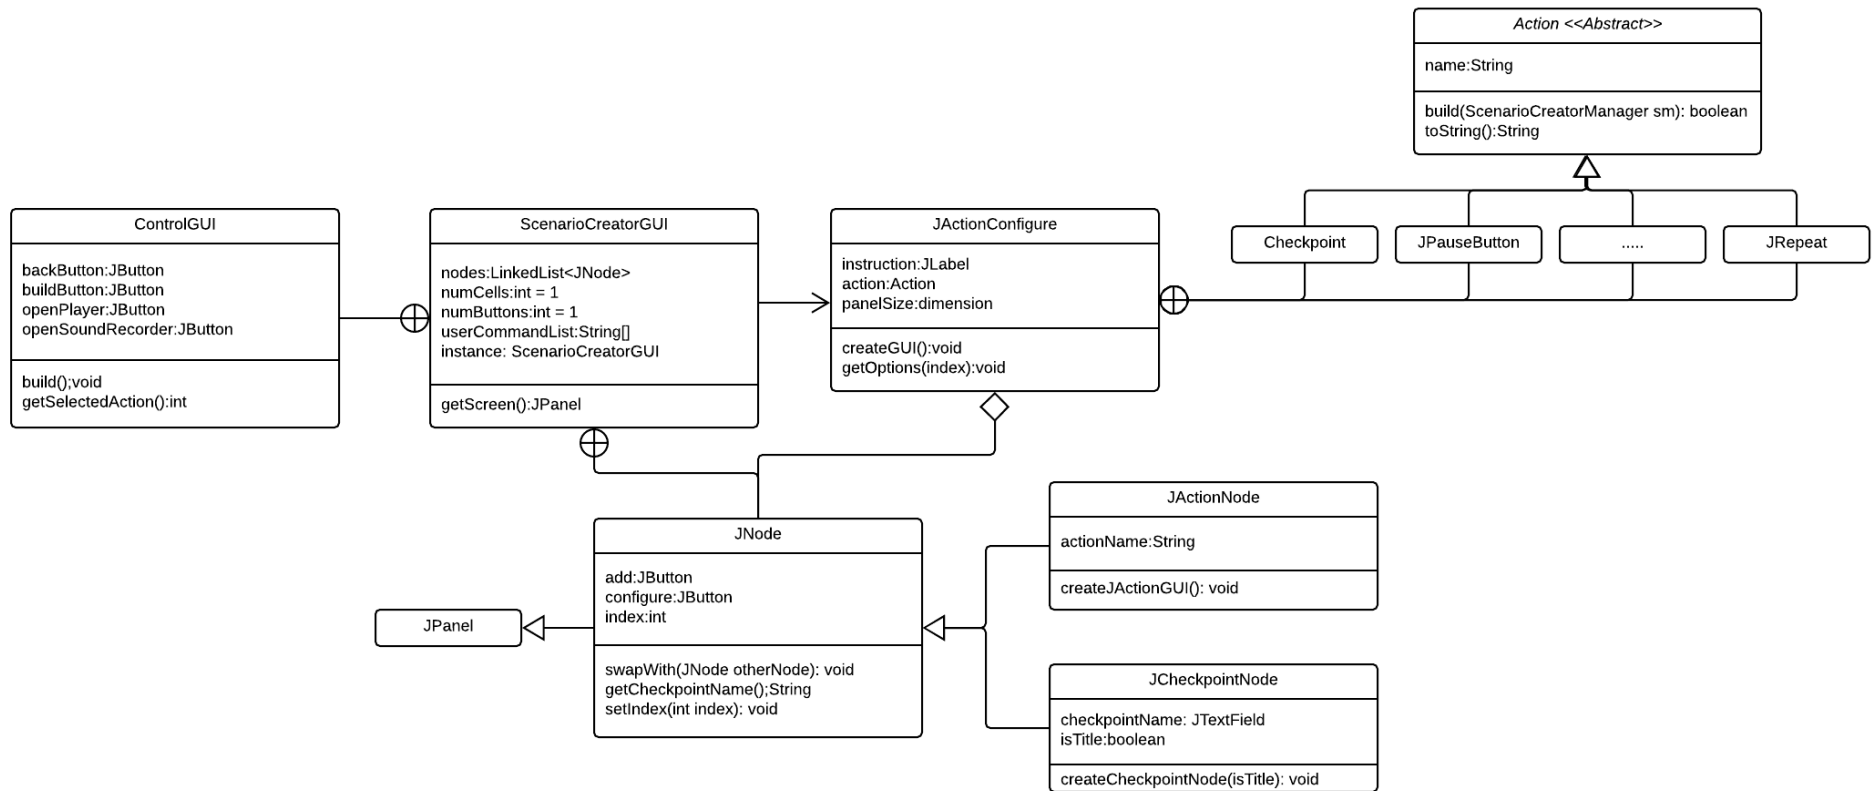 Action <<Abstract>>
name:String
build(ScenarioCreatorManager sm): boolean
toString():String
Checkpoint
JPauseButton
.....
JRepeat
ControlGUI
backButton:JButton
buildButton:JButton
openPlayer:JButton
openSoundRecorder:JButton
build();void
getSelectedAction():int
ScenarioCreatorGUI
nodes:LinkedList<JNode>
numCells:int = 1
numButtons:int = 1
userCommandList:String[]
instance: ScenarioCreatorGUI
getScreen():JPanel
JActionConfigure
instruction:JLabel
action:Action
panelSize:dimension
createGUI():void
getOptions(index):void
JPanel
JNode
add:JButton
configure:JButton
index:int
swapWith(JNode otherNode): void
getCheckpointName();String
setIndex(int index): void
JActionNode
actionName:String
createJActionGUI(): void
JCheckpointNode
checkpointName: JTextField
isTitle:boolean
createCheckpointNode(isTitle): void